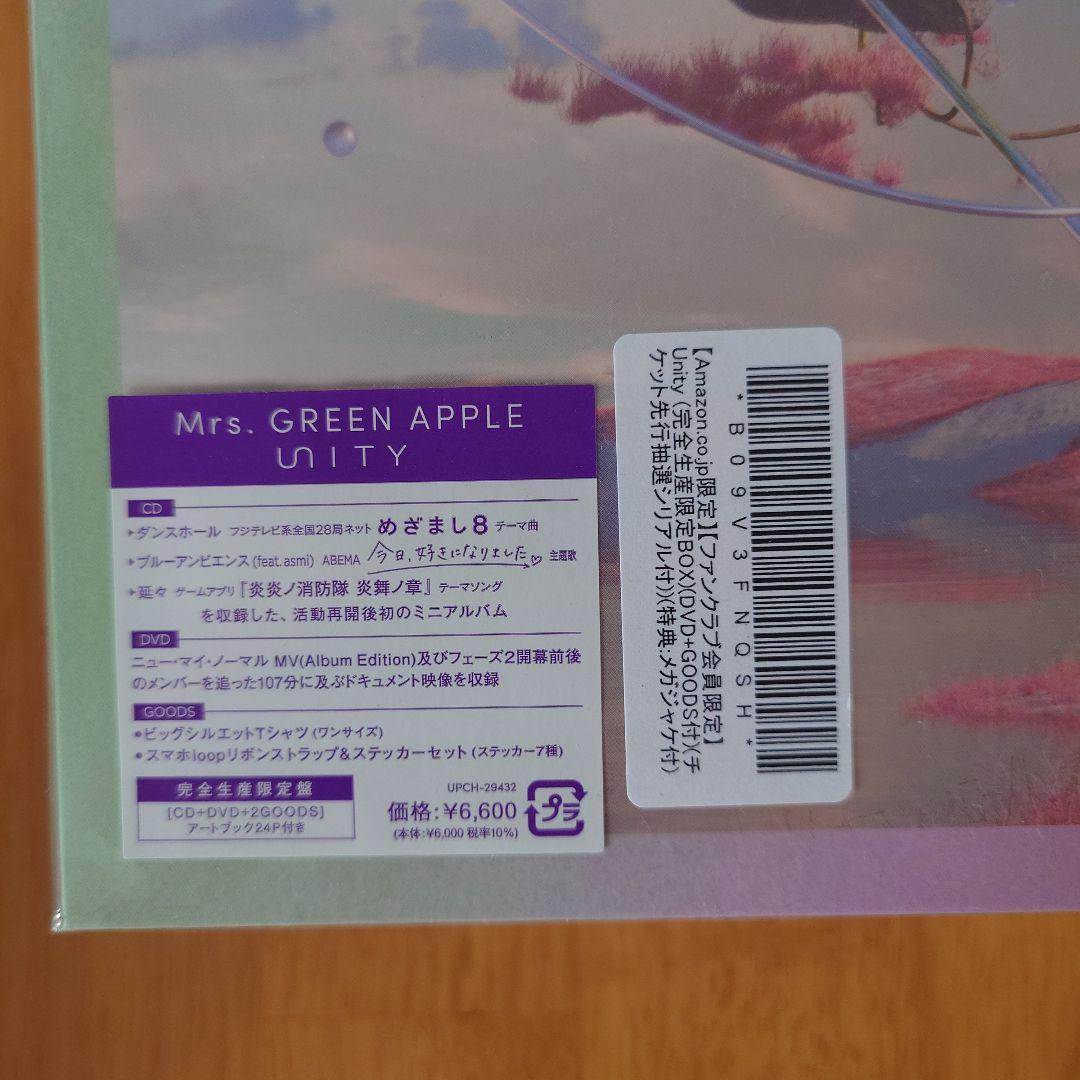 Mrs. GREEN APPLE
UNITY
CD
▸ダンスホール フジテレビ系全国28局ネット めざまし8 テーマ曲
▸ブルーアンビエンス(feat. asmi) ABEMA 今日、好きになりました♡ 主題歌
▸延々 ゲームアプリ『炎炎ノ消防隊 炎舞ノ章』テーマソング
を収録した、活動再開後初のミニアルバム
DVD
ニュー・マイ・ノーマル MV(Album Edition)及びフェーズ2開幕前後
のメンバーを追った107分に及ぶドキュメント映像を収録
GOODS
●ビッグシルエットTシャツ(ワンサイズ)
●スマホloopリボンストラップ&ステッカーセット(ステッカー7種)
完全生産限定盤
[CD+DVD+2GOODS]
アートブック24P付き
UPCH-29432
価格:¥6,600
(本体:¥6,000 税率10%)
プラ
*B09V3FNQSH*
【Amazon.co.jp限定】【ファンクラブ会員限定】
Unity (完全生産限定BOX)(DVD+GOODS付)(チ
ケット先行抽選シリアル付)(特典:メガジャケ付)